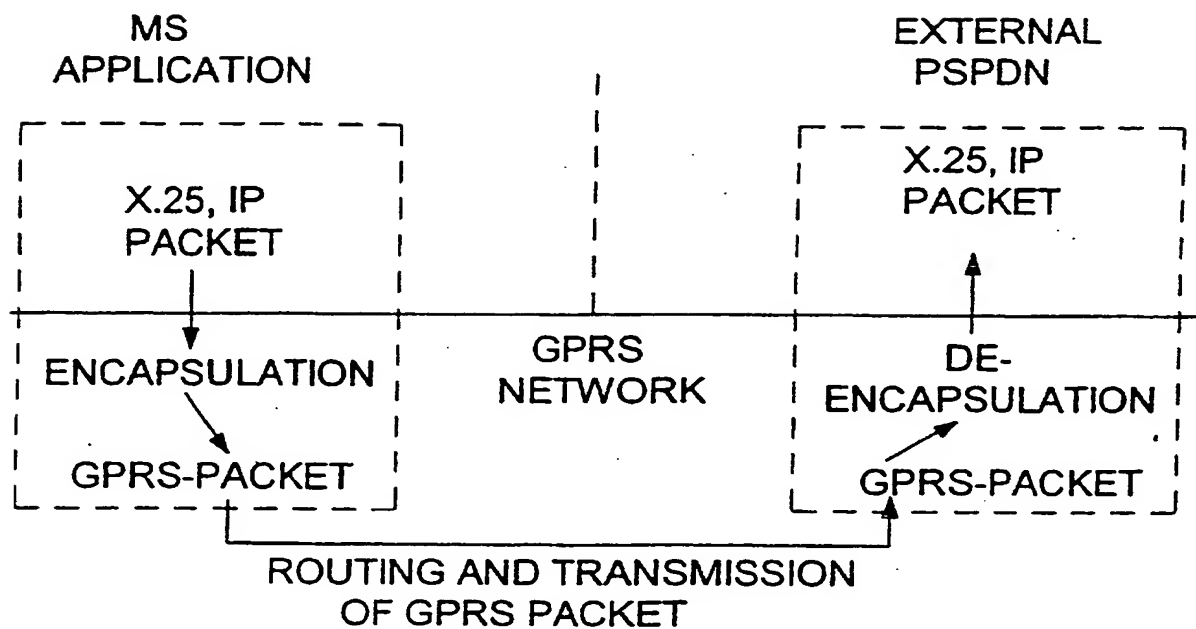 MS
APPLICATION
EXTERNAL
PSPDN
X.25, IP
PACKET
X.25, IP
PACKET
ENCAPSULATION
GPRS-PACKET
GPRS
NETWORK
DE-
ENCAPSULATION
GPRS-PACKET
ROUTING AND TRANSMISSION
OF GPRS PACKET